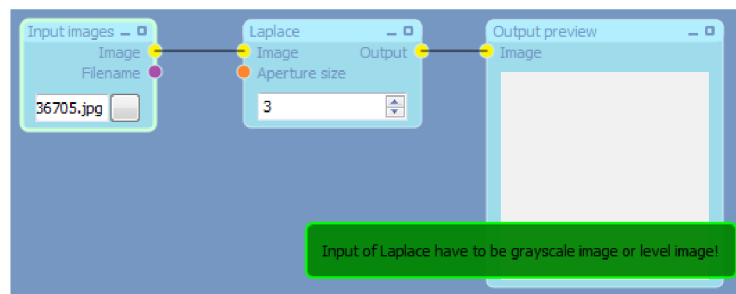 Input images
Image
Filename
36705.jpg
Laplace
Image Output
Aperture size
3
Output preview
Image
Input of Laplace have to be grayscale image or level image!